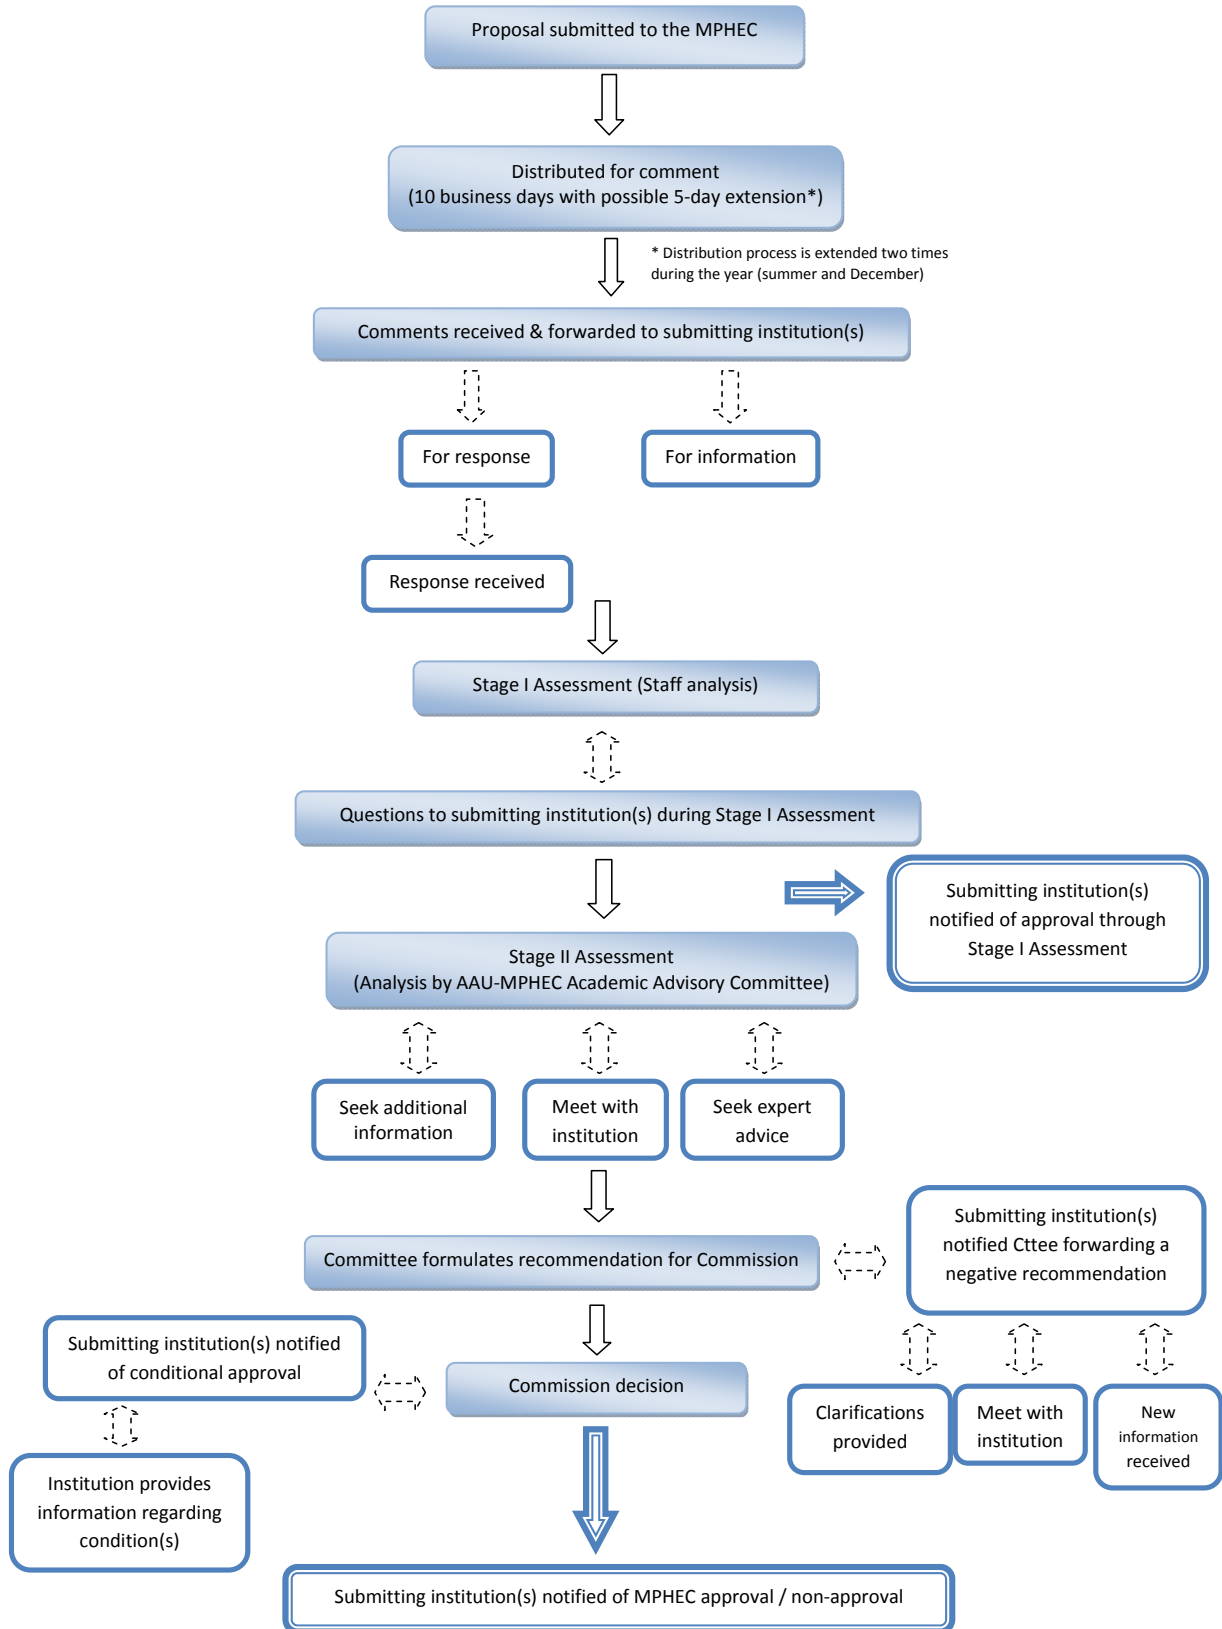 Proposal submitted to the MPHEC
Distributed for comment
(10 business days with possible 5-day extension*)
* Distribution process is extended two times
during the year (summer and December)
Comments received & forwarded to submitting institution(s)
For response
For information
Response received
Stage I Assessment (Staff analysis)
Questions to submitting institution(s) during Stage I Assessment
Submitting institution(s)
notified of approval through
Stage I Assessment
Stage II Assessment
(Analysis by AAU-MPHEC Academic Advisory Committee)
Seek additional
information
Meet with
institution
Seek expert
advice
Submitting institution(s)
notified Cttee forwarding a
negative recommendation
Committee formulates recommendation for Commission
Submitting institution(s) notified
of conditional approval
Commission decision
Clarifications
provided
Meet with
institution
New
information
received
Institution provides
information regarding
condition(s)
Submitting institution(s) notified of MPHEC approval / non-approval